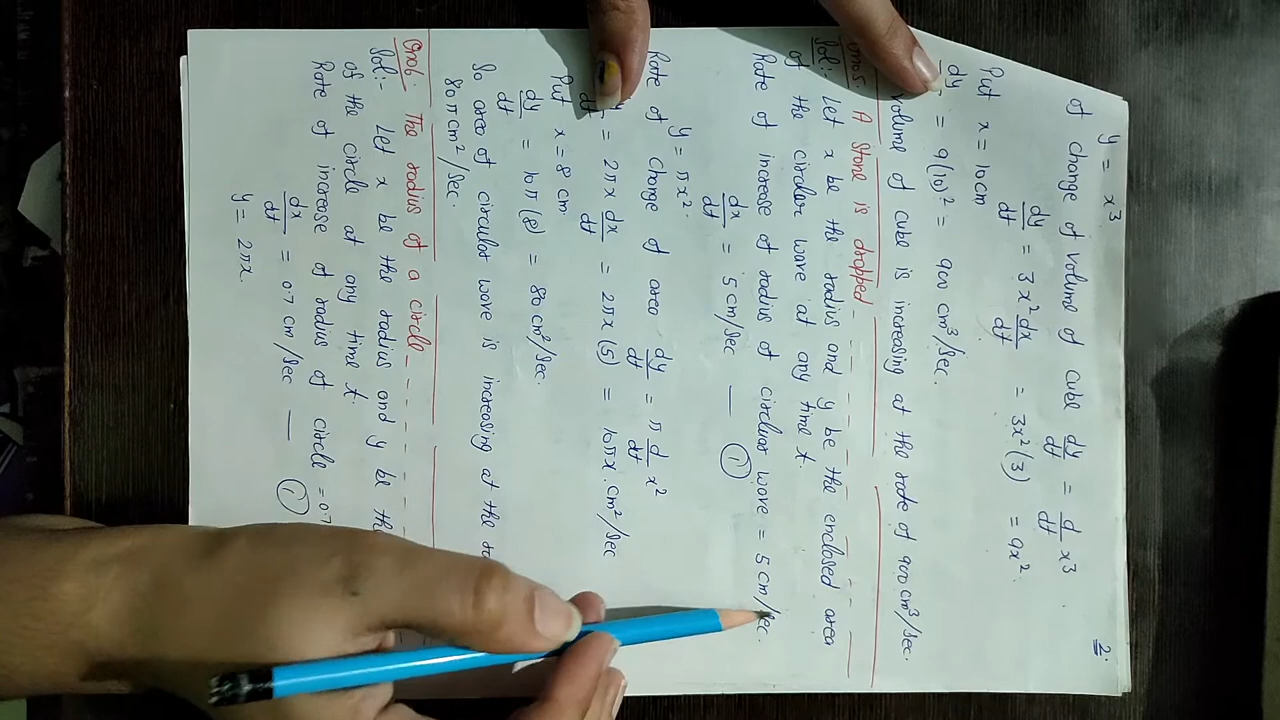 2.
y = x³
of change of volume of cube dy/dt = d/dt x³
dy/dt = 3x² dx/dt = 3x²(3) = 9x².
Put x = 10cm
dy = 9(10)² = 900 cm³/sec.
volume of cube is increasing at the rate of 900 cm³/sec.
A stone is dropped
Sol:- Let x be the radius and y be the enclosed area
of the circular wave at any time t.
Rate of increase of radius of circular wave = 5 cm/sec.
dx/dt = 5 cm/sec — (1)
y = πx².
Rate of change of area dy/dt = π d/dt x²
dt = 2πx dx/dt = 2πx(5) = 10πx. cm²/sec
Put x = 8 cm.
dy/dt = 10π(8) = 80 cm²/sec.
So area of circular wave is increasing at the
80π cm²/sec.
Prob. The radius of a circle
Sol:- Let x be the radius and y be the
of the circle at any time t.
Rate of increase of radius of circle = 0.7
dx/dt = 0.7 cm/sec — (1)
y = 2πx.